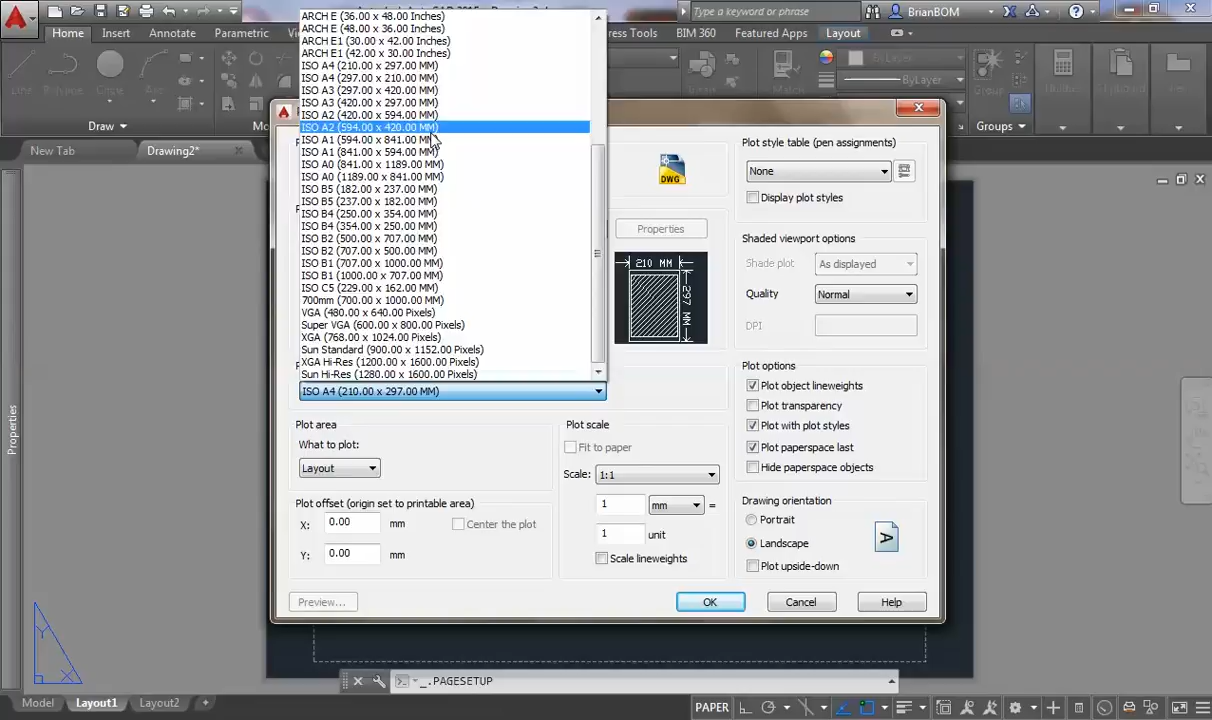 Type a keyword or phrase
BrianBOM
Home
Insert
Annotate
Parametric
ress Tools
BIM 360
Featured Apps
Layout
Line
Polyline
Circle
Arc
Draw
Match
ByLayer
ByLayer
Group
Groups
New Tab
Drawing2*
ARCH E (36.00 x 48.00 Inches)
ARCH E (48.00 x 36.00 Inches)
ARCH E1 (30.00 x 42.00 Inches)
ARCH E1 (42.00 x 30.00 Inches)
ISO A4 (210.00 x 297.00 MM)
ISO A4 (297.00 x 210.00 MM)
ISO A3 (297.00 x 420.00 MM)
ISO A3 (420.00 x 297.00 MM)
ISO A2 (420.00 x 594.00 MM)
ISO A2 (594.00 x 420.00 MM)
ISO A1 (594.00 x 841.00 MM)
ISO A1 (841.00 x 594.00 MM)
ISO A0 (841.00 x 1189.00 MM)
ISO A0 (1189.00 x 841.00 MM)
ISO B5 (182.00 x 237.00 MM)
ISO B5 (237.00 x 182.00 MM)
ISO B4 (250.00 x 354.00 MM)
ISO B4 (354.00 x 250.00 MM)
ISO B2 (500.00 x 707.00 MM)
ISO B2 (707.00 x 500.00 MM)
ISO B1 (707.00 x 1000.00 MM)
ISO B1 (1000.00 x 707.00 MM)
ISO C5 (229.00 x 162.00 MM)
700mm (700.00 x 1000.00 MM)
VGA (480.00 x 640.00 Pixels)
Super VGA (600.00 x 800.00 Pixels)
XGA (768.00 x 1024.00 Pixels)
Sun Standard (900.00 x 1152.00 Pixels)
XGA Hi-Res (1200.00 x 1600.00 Pixels)
Sun Hi-Res (1280.00 x 1600.00 Pixels)
ISO A4 (210.00 x 297.00 MM)
DWG
Properties
210 MM
297 MM
Plot area
What to plot:
Layout
Plot offset (origin set to printable area)
X: 0.00 mm
Y: 0.00 mm
Center the plot
Preview...
Plot scale
Fit to paper
Scale: 1:1
1 mm =
1 unit
Scale lineweights
Plot style table (pen assignments)
None
Display plot styles
Shaded viewport options
Shade plot As displayed
Quality Normal
DPI
Plot options
Plot object lineweights
Plot transparency
Plot with plot styles
Plot paperspace last
Hide paperspace objects
Drawing orientation
Portrait
Landscape
Plot upside-down
A
OK
Cancel
Help
Properties
Y
X
_.PAGESETUP
Model
Layout1
Layout2
+
PAPER